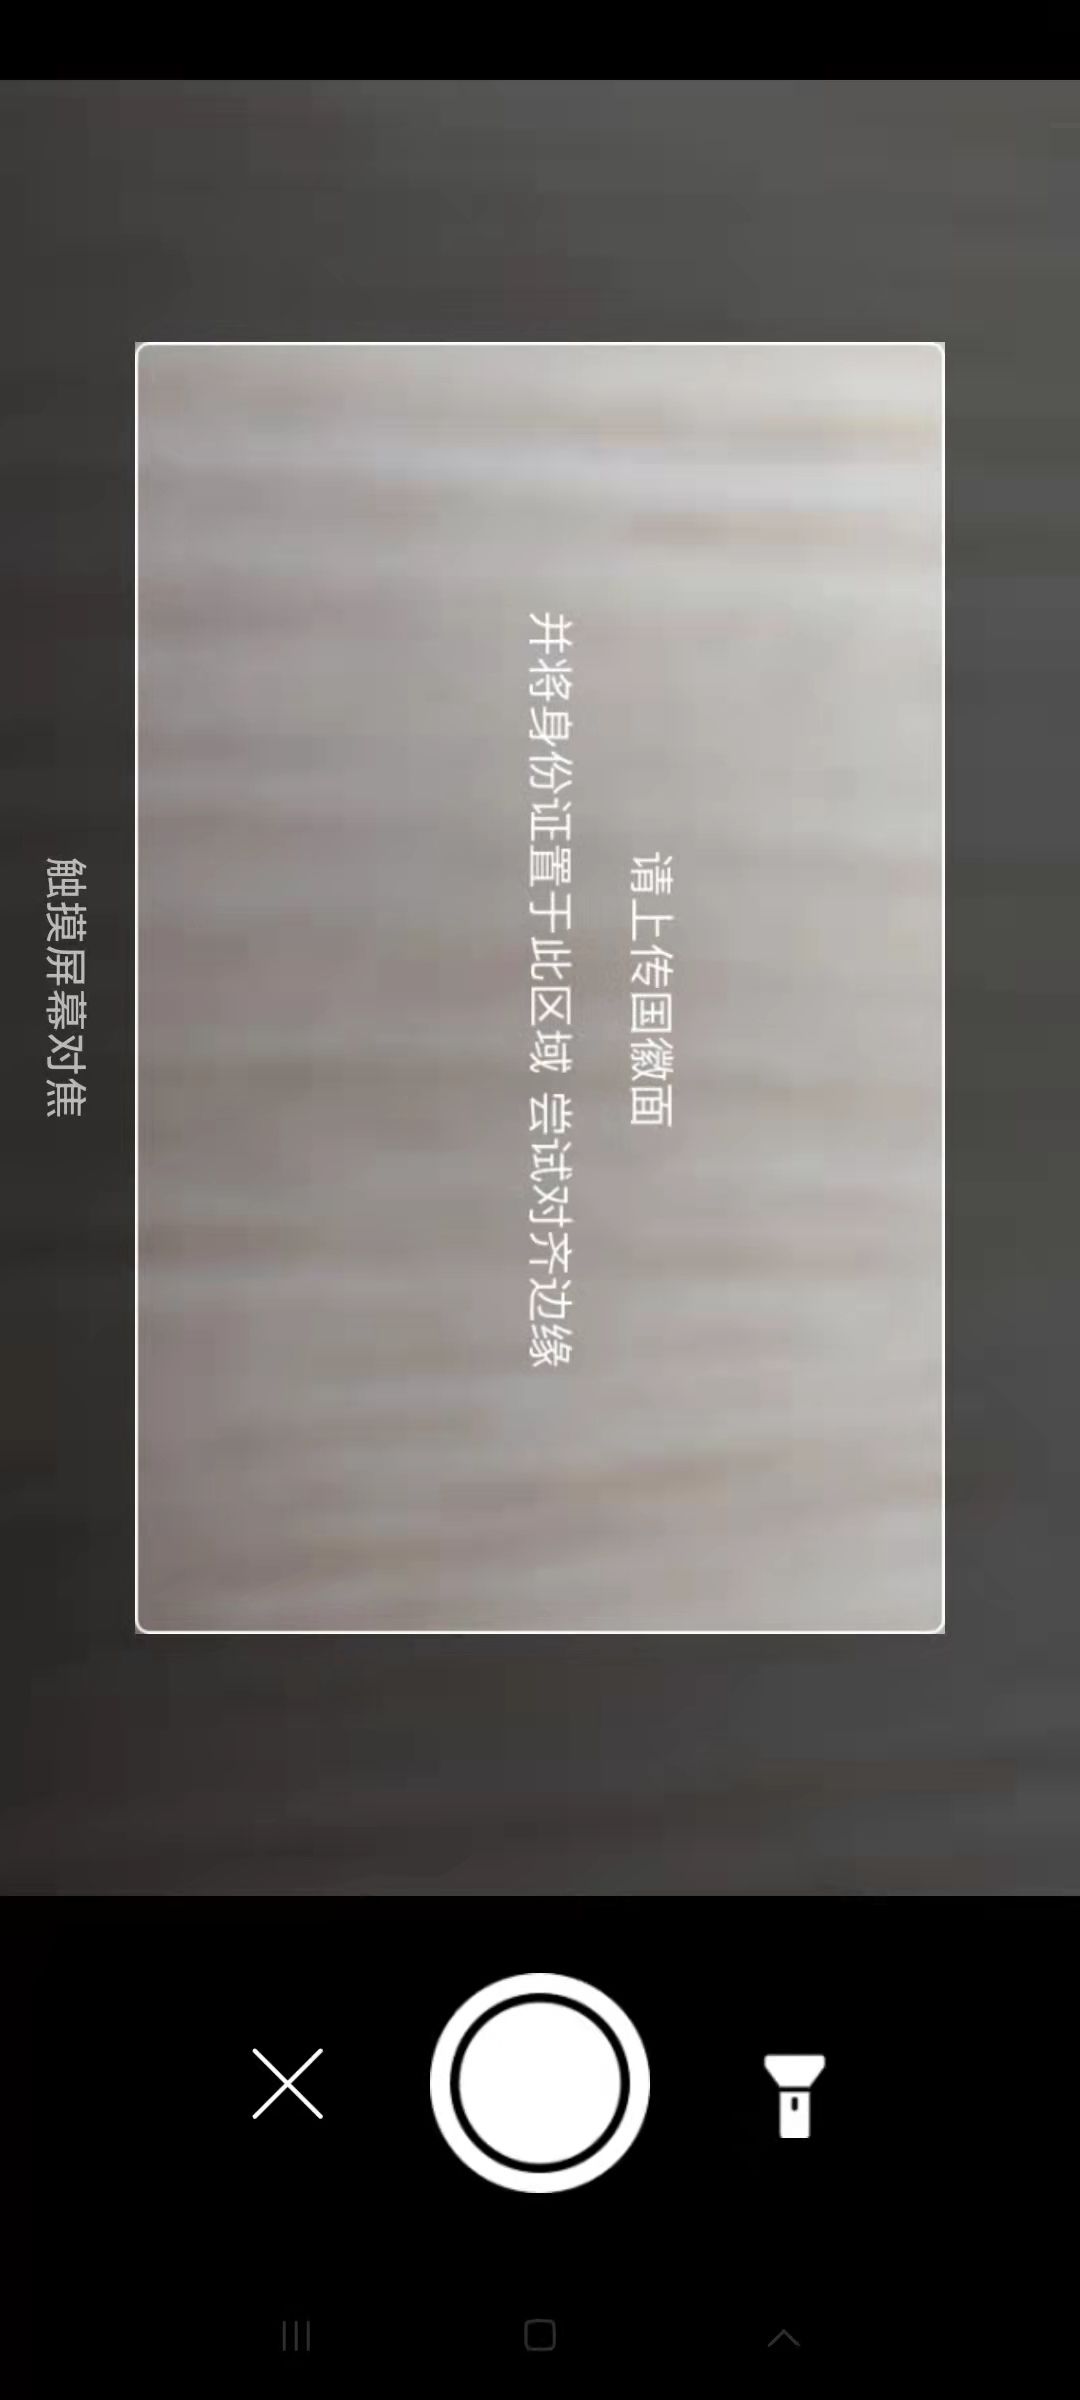 请上传国徽面
并将身份证置于此区域 尝试对齐边缘
触摸屏幕对焦